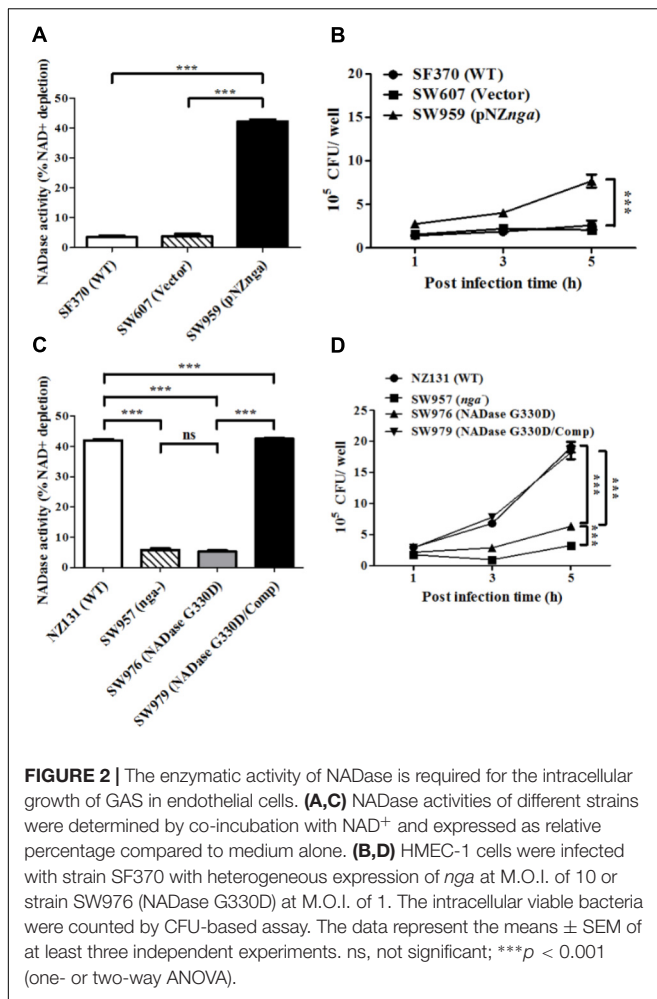 A
***
***
NADase activity (% NAD+ depletion)
50
40
30
20
10
0
SF370 (WT)
SW607 (Vector)
SW959 (pNZnga)
B
SF370 (WT)
SW607 (Vector)
SW959 (pNZnga)
10⁵ CFU/ well
20
15
10
5
0
***
1 3 5
Post infection time (h)
C
***
***
*** ns ***
NADase activity (% NAD+ depletion)
50
40
30
20
10
0
NZ131 (WT)
SW957 (nga-)
SW976 (NADase G330D)
SW979 (NADase G330D/Comp)
D
NZ131 (WT)
SW957 (nga⁻)
SW976 (NADase G330D)
SW979 (NADase G330D/Comp)
10⁵ CFU/ well
20
15
10
5
0
***
***
***
1 3 5
Post infection time (h)
FIGURE 2 | The enzymatic activity of NADase is required for the intracellular
growth of GAS in endothelial cells. (A,C) NADase activities of different strains
were determined by co-incubation with NAD⁺ and expressed as relative
percentage compared to medium alone. (B,D) HMEC-1 cells were infected
with strain SF370 with heterogeneous expression of nga at M.O.I. of 10 or
strain SW976 (NADase G330D) at M.O.I. of 1. The intracellular viable bacteria
were counted by CFU-based assay. The data represent the means ± SEM of
at least three independent experiments. ns, not significant; ***p < 0.001
(one- or two-way ANOVA).